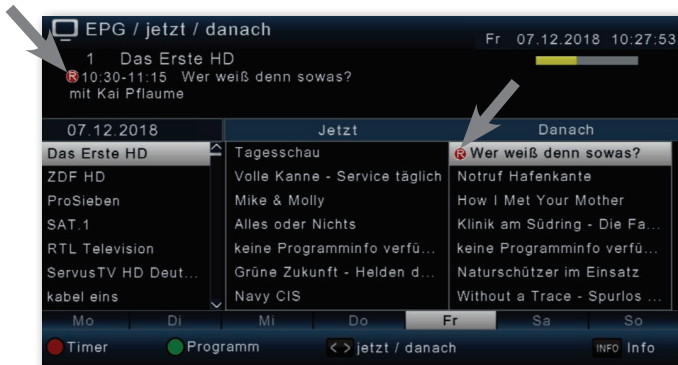 EPG / jetzt / danach
Fr 07.12.2018 10:27:53
1 Das Erste HD
R 10:30-11:15 Wer weiß denn sowas?
mit Kai Pflaume
07.12.2018 Jetzt Danach
Das Erste HD Tagesschau R Wer weiß denn sowas?
ZDF HD Volle Kanne - Service täglich Notruf Hafenkante
ProSieben Mike & Molly How I Met Your Mother
SAT.1 Alles oder Nichts Klinik am Südring - Die Fa...
RTL Television keine Programminfo verfü... keine Programminfo verfü...
ServusTV HD Deut... Grüne Zukunft - Helden d... Naturschützer im Einsatz
kabel eins Navy CIS Without a Trace - Spurlos ...
Mo Di Mi Do Fr Sa So
Timer Programm < > jetzt / danach INFO Info